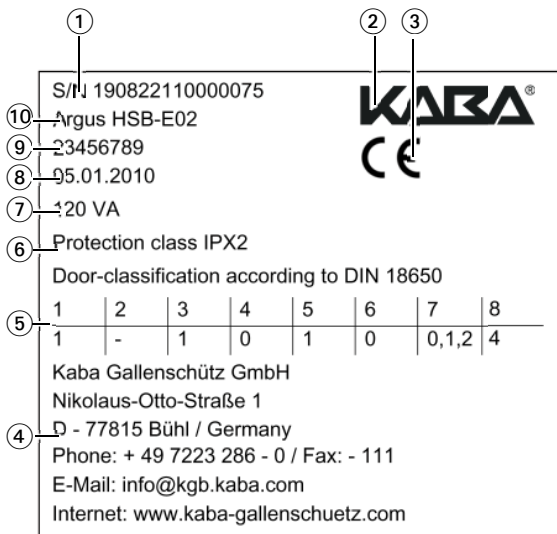 1 2 3
S/N 190822110000075
KABA®
10 Argus HSB-E02
CE
9 23456789
8 05.01.2010
7 120 VA
6 Protection class IPX2
Door-classification according to DIN 18650
1 2 3 4 5 6 7 8
5
1 - 1 0 1 0 0,1,2 4
Kaba Gallenschütz GmbH
Nikolaus-Otto-Straße 1
4 D - 77815 Bühl / Germany
Phone: + 49 7223 286 - 0 / Fax: - 111
E-Mail: info@kgb.kaba.com
Internet: www.kaba-gallenschuetz.com